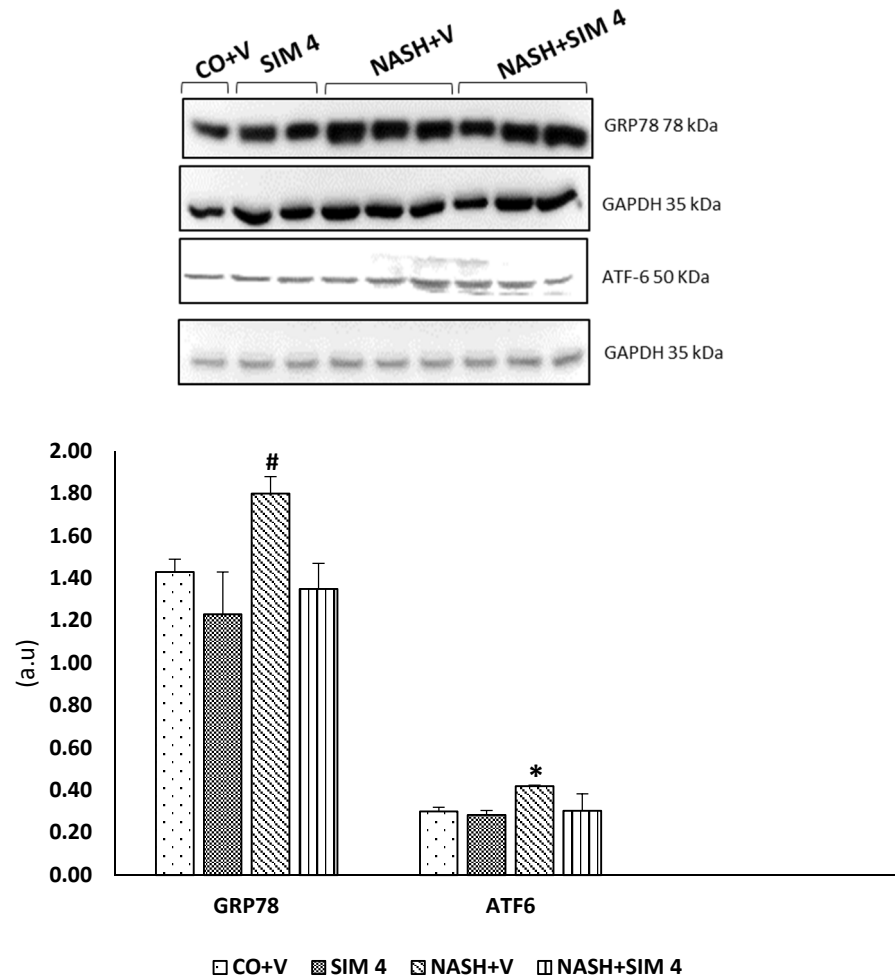 CO+V SIM 4 NASH+V NASH+SIM 4
GRP78 78 kDa
GAPDH 35 kDa
ATF-6 50 KDa
GAPDH 35 kDa
2.00
#
1.80
1.60
1.40
1.20
1.00
(a.u)
0.80
0.60
*
0.40
0.20
0.00
GRP78 ATF6
CO+V SIM 4 NASH+V NASH+SIM 4